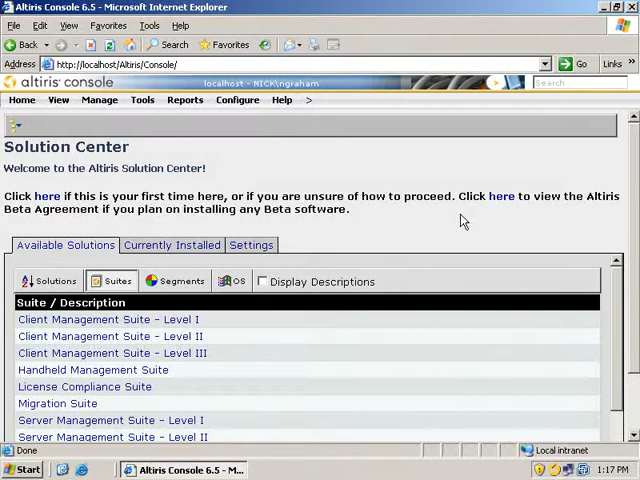 Altiris Console 6.5 - Microsoft Internet Explorer
File Edit View Favorites Tools Help
Back Search Favorites
Address http://localhost/Altiris/Console/ Go Links »
altiris console localhost - NICK\ngraham Search
Home View Manage Tools Reports Configure Help >
Solution Center
Welcome to the Altiris Solution Center!
Click here if this is your first time here, or if you are unsure of how to proceed. Click here to view the Altiris
Beta Agreement if you plan on installing any Beta software.
Available Solutions Currently Installed Settings
Solutions Suites Segments OS Display Descriptions
Suite / Description
Client Management Suite - Level I
Client Management Suite - Level II
Client Management Suite - Level III
Handheld Management Suite
License Compliance Suite
Migration Suite
Server Management Suite - Level I
Server Management Suite - Level II
Done Local intranet
Start Altiris Console 6.5 - M... 1:17 PM